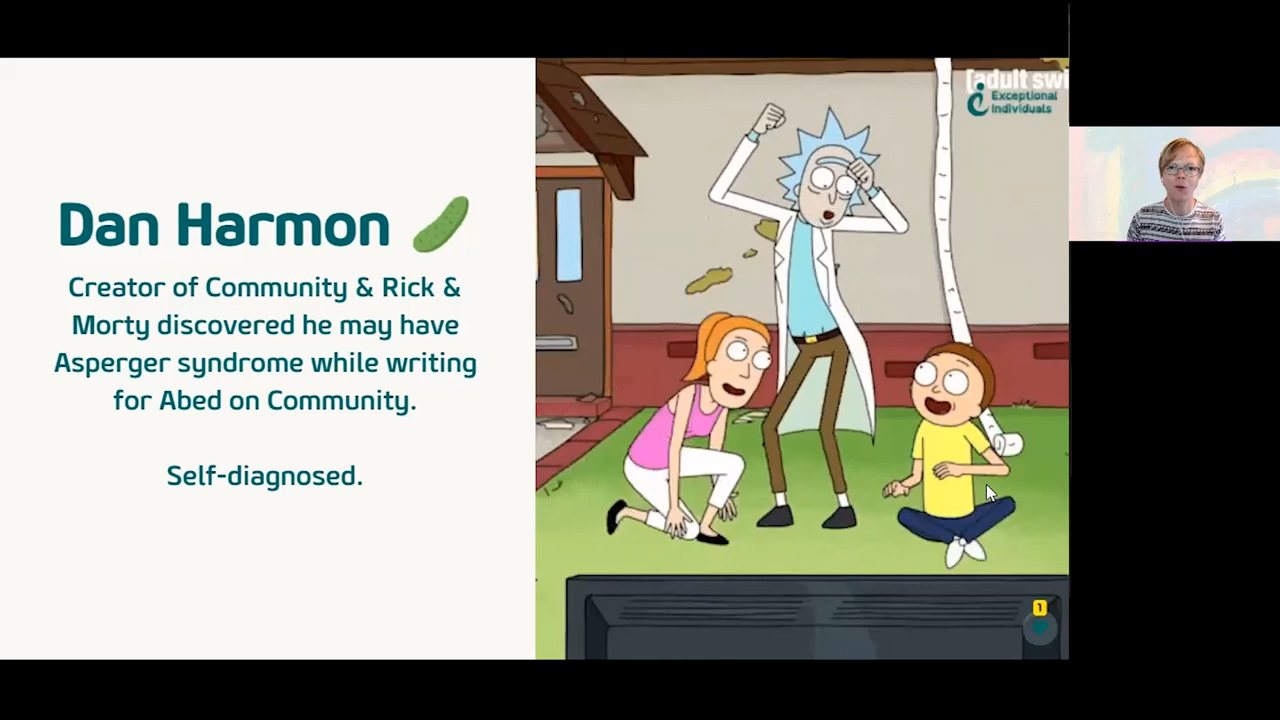 Dan Harmon
Creator of Community & Rick &
Morty discovered he may have
Asperger syndrome while writing
for Abed on Community.
Self-diagnosed.
[adult swi
Exceptional
Individuals
1